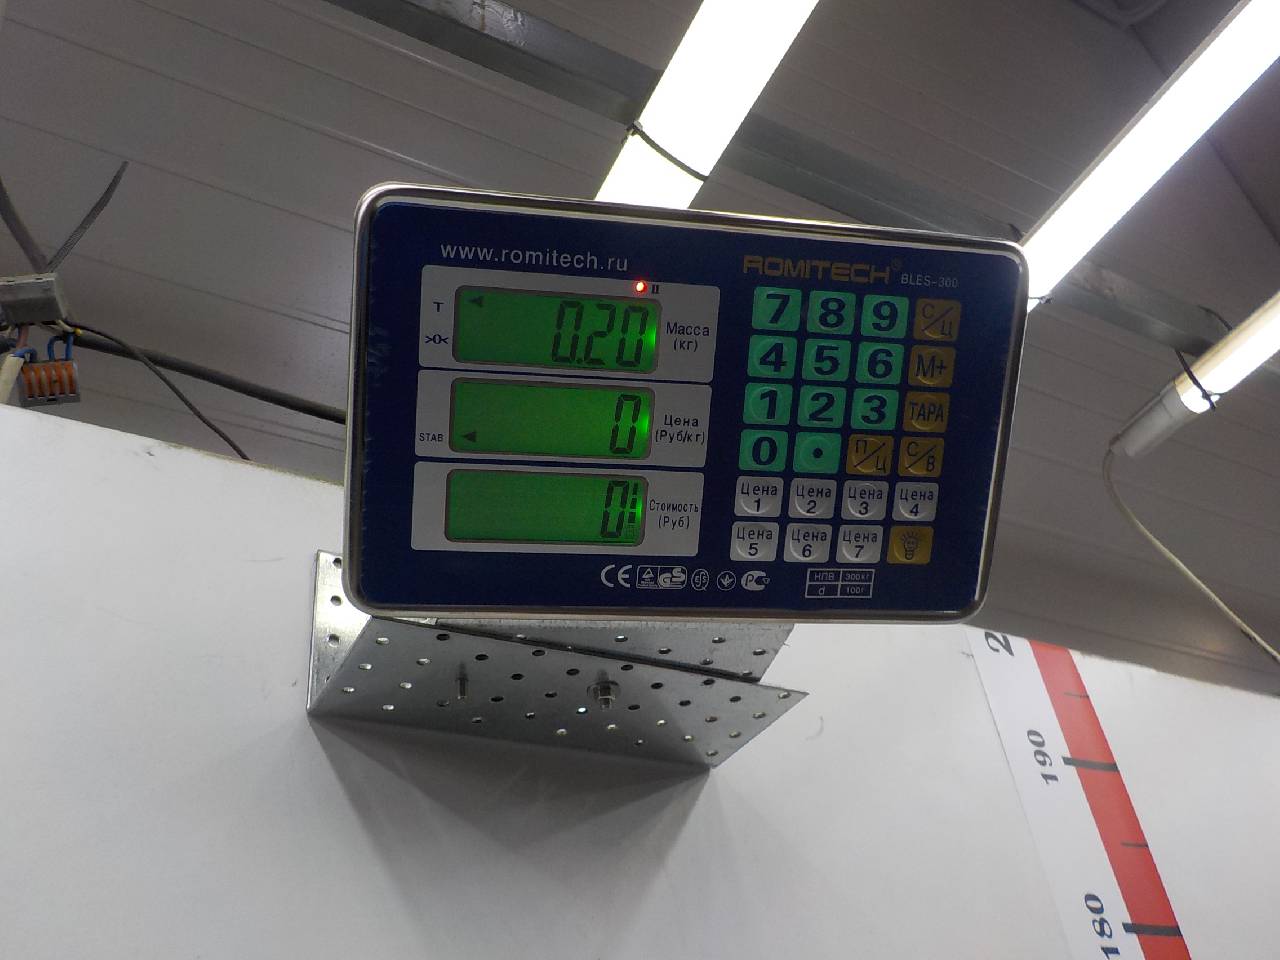 www.romitech.ru
ROMITECH® BLES-300
T
>0<
0.20
Масса
(кг)
STAB
0
Цена
(Руб/кг)
0
Стоимость
(Руб)
7 8 9 С/Ц
4 5 6 М+
1 2 3 ТАРА
0 . П/Ц С/В
Цена 1 Цена 2 Цена 3 Цена 4
Цена 5 Цена 6 Цена 7
CE GS PC
НПВ 300кг
d 100г
2
190
180